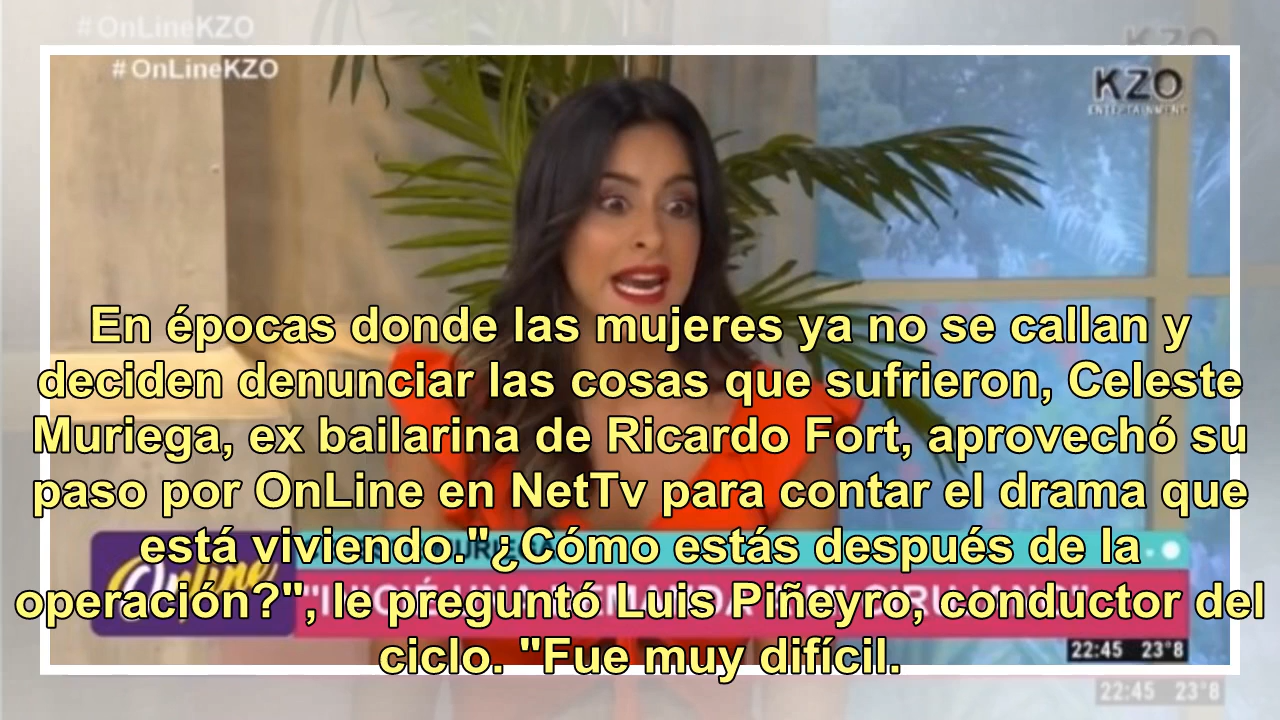 #OnLineKZO
KZO
#OnLineKZO
KZO
ENTERTAINMENT
En épocas donde las mujeres ya no se callan y
deciden denunciar las cosas que sufrieron, Celeste
Muriega, ex bailarina de Ricardo Fort, aprovechó su
paso por OnLine en NetTv para contar el drama que
está viviendo."¿Cómo estás después de la
operación?", le preguntó Luis Piñeyro, conductor del
ciclo. "Fue muy difícil.
OnLine
22:45 23°8
22:45 23°8